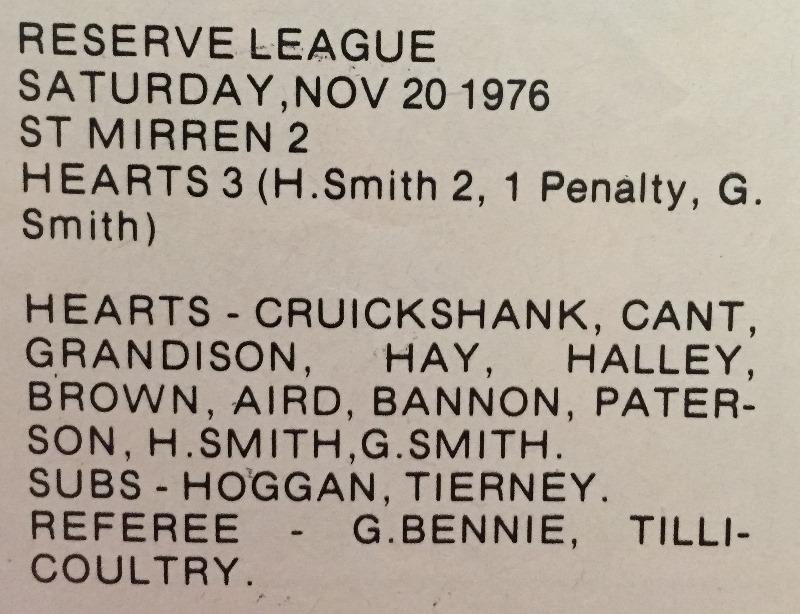 RESERVE LEAGUE
SATURDAY,NOV 20 1976
ST MIRREN 2
HEARTS 3 (H.Smith 2, 1 Penalty, G.
Smith)
HEARTS - CRUICKSHANK, CANT,
GRANDISON, HAY, HALLEY,
BROWN, AIRD, BANNON, PATER-
SON, H.SMITH,G.SMITH.
SUBS - HOGGAN, TIERNEY.
REFEREE - G.BENNIE, TILLI-
COULTRY.